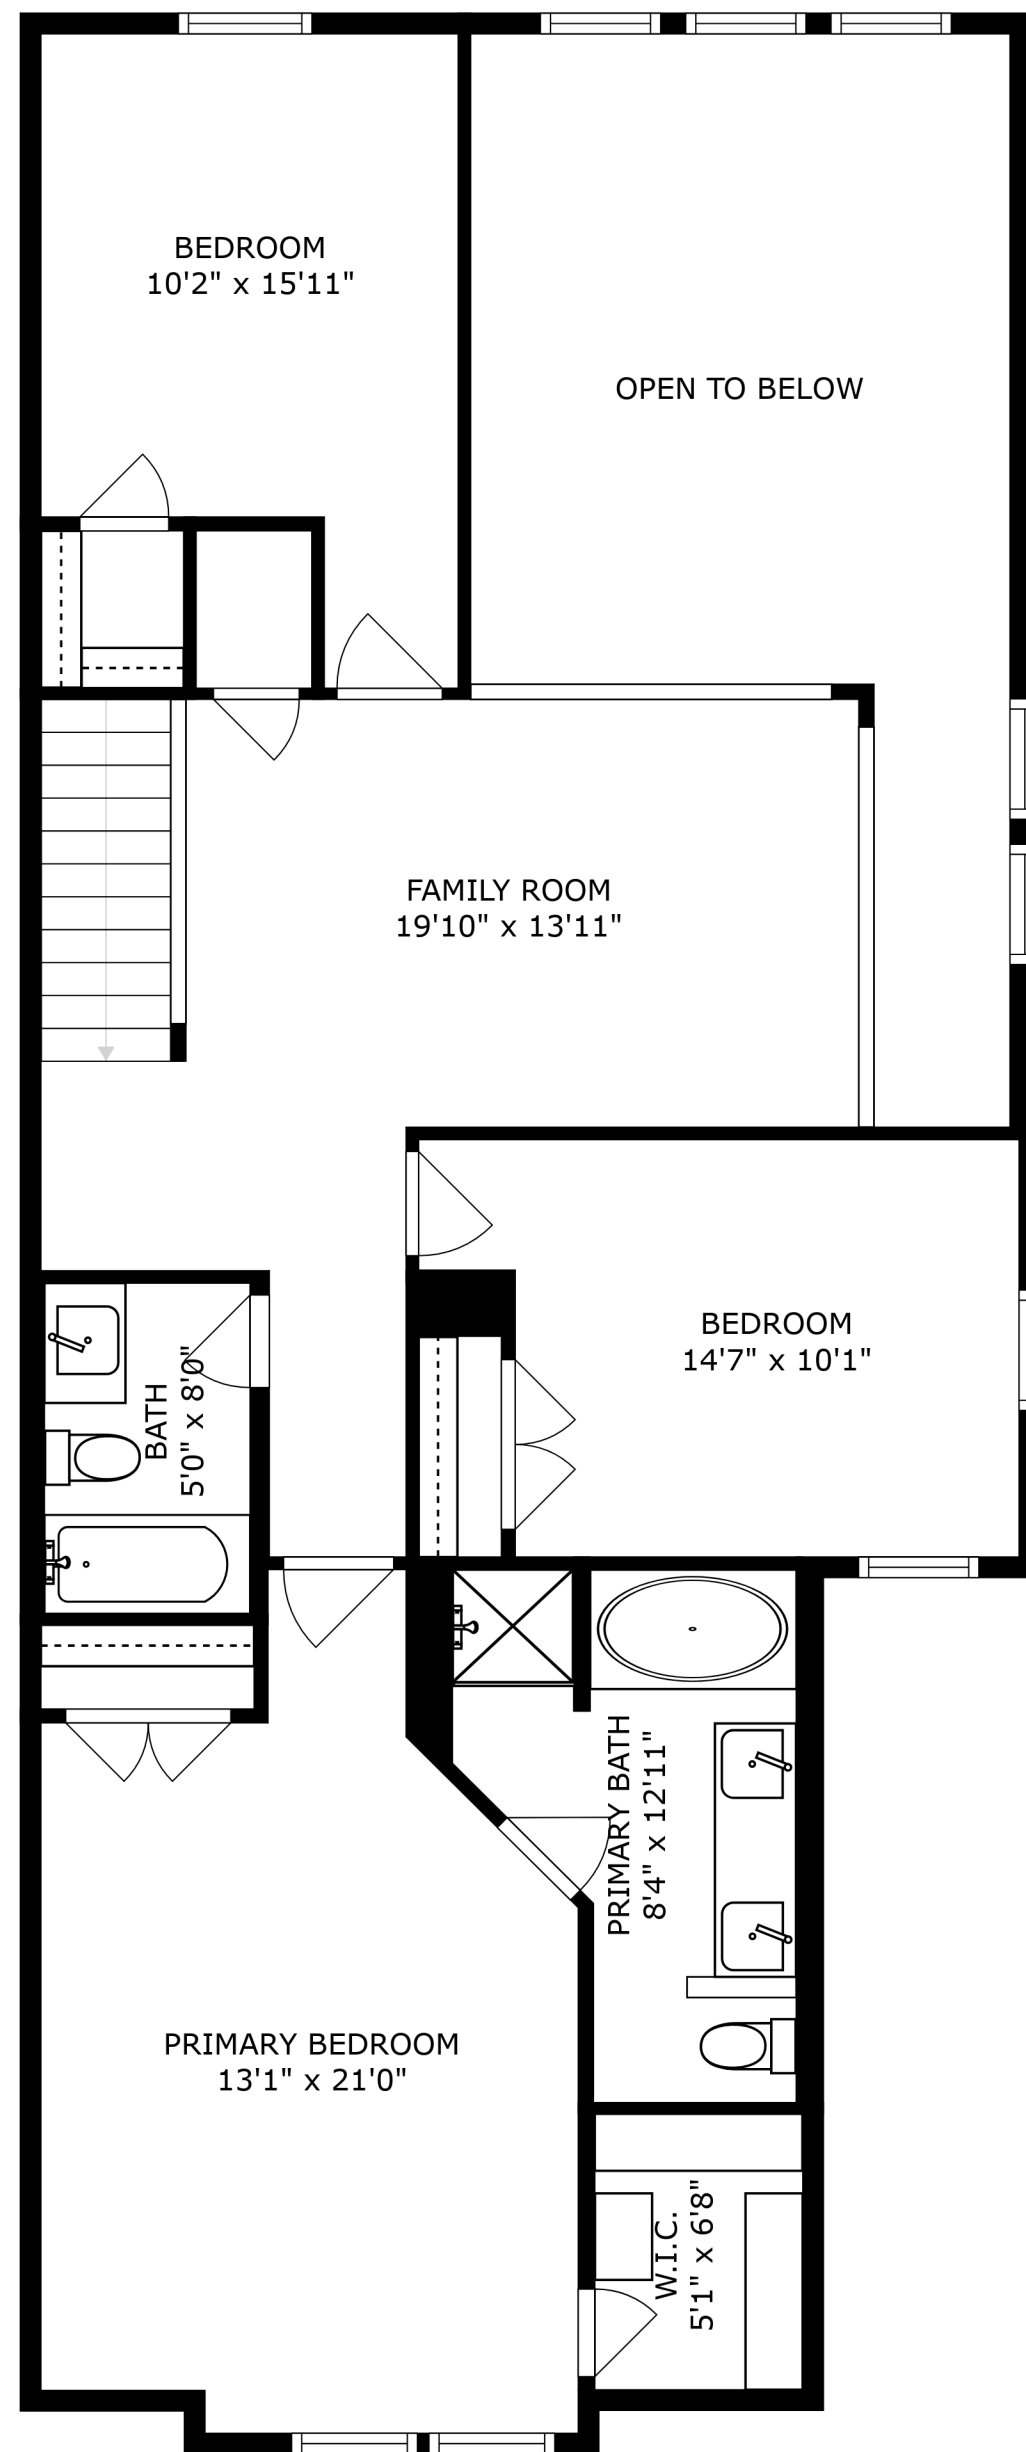 BEDROOM
10'2" x 15'11"
OPEN TO BELOW
FAMILY ROOM
19'10" x 13'11"
BEDROOM
14'7" x 10'1"
BATH
5'0" x 8'0"
PRIMARY BATH
8'4" x 12'11"
PRIMARY BEDROOM
13'1" x 21'0"
W.I.C.
5'1" x 6'8"